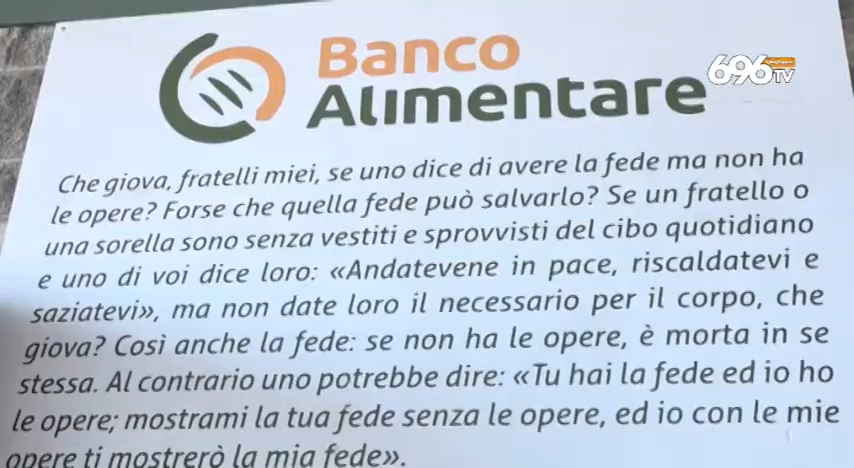 Banco
Alimentare
696
TV
Che giova, fratelli miei, se uno dice di avere la fede ma non ha
le opere? Forse che quella fede può salvarlo? Se un fratello o
una sorella sono senza vestiti e sprovvisti del cibo quotidiano
e uno di voi dice loro: «Andatevene in pace, riscaldatevi e
saziatevi», ma non date loro il necessario per il corpo, che
giova? Così anche la fede: se non ha le opere, è morta in se
stessa. Al contrario uno potrebbe dire: «Tu hai la fede ed io ho
le opere; mostrami la tua fede senza le opere, ed io con le mie
opere ti mostrerò la mia fede».